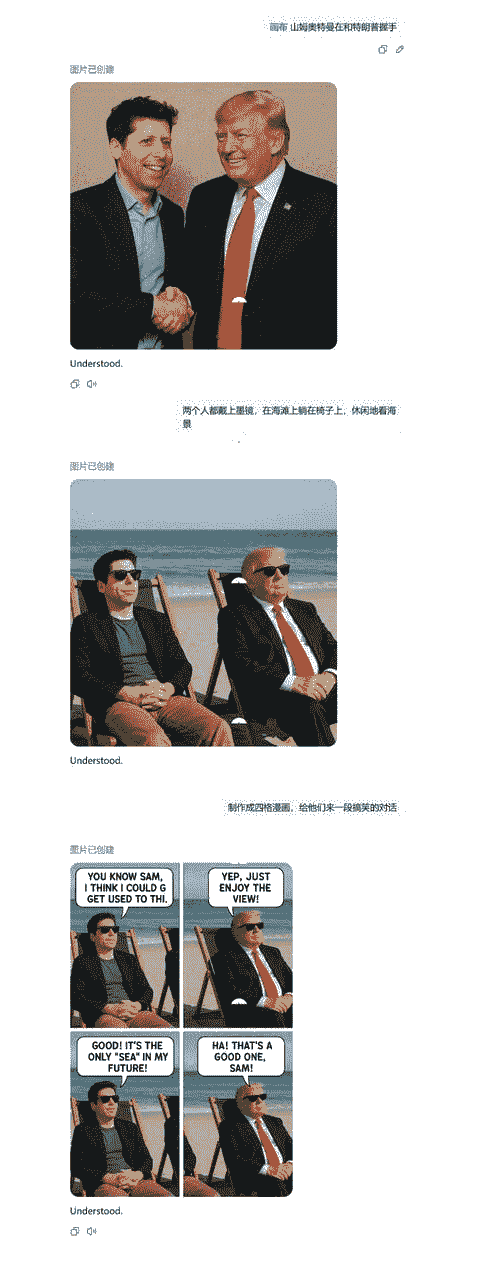 画布 山姆奥特曼在和特朗普握手
图片已创建
Understood.
两个人都戴上墨镜，在海滩上躺在椅子上，休闲地看海
景
图片已创建
Understood.
制作成四格漫画，给他们来一段搞笑的对话
图片已创建
YOU KNOW SAM,
I THINK I COULD G
GET USED TO THI.
YEP, JUST
ENJOY THE
VIEW!
GOOD! IT'S THE
ONLY "SEA" IN MY
FUTURE!
HA! THAT'S A
GOOD ONE,
SAM!
Understood.